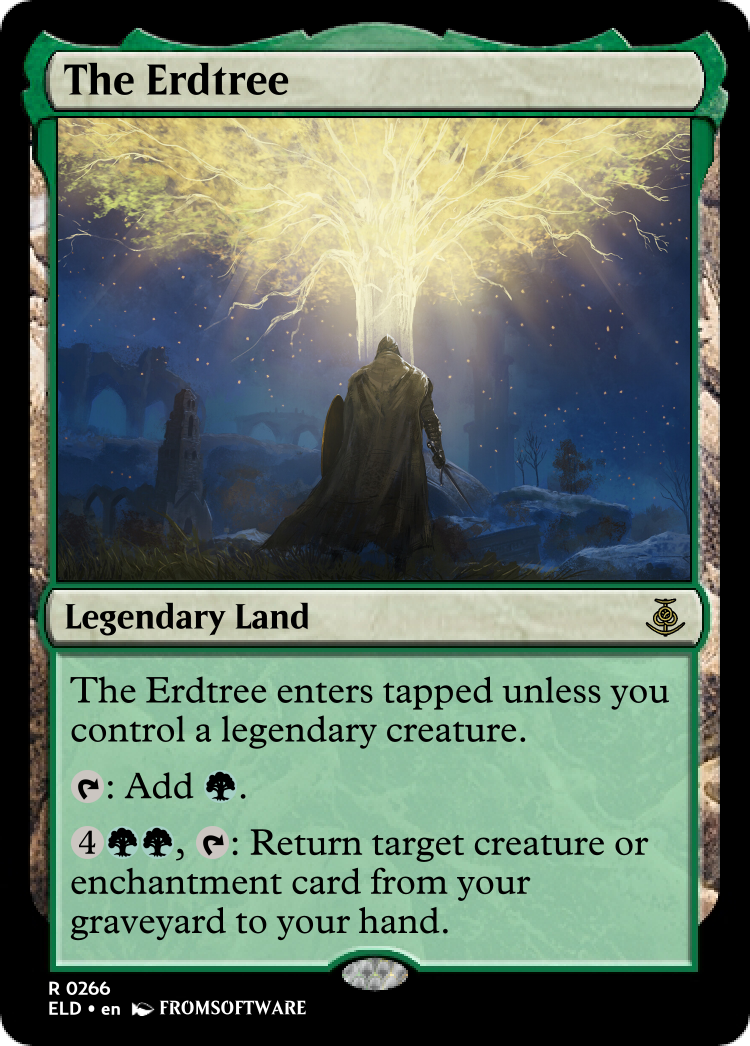 The Erdtree
Legendary Land
The Erdtree enters tapped unless you
control a legendary creature.
: Add .
4, : Return target creature or
enchantment card from your
graveyard to your hand.
R 0266
ELD • en FROMSOFTWARE